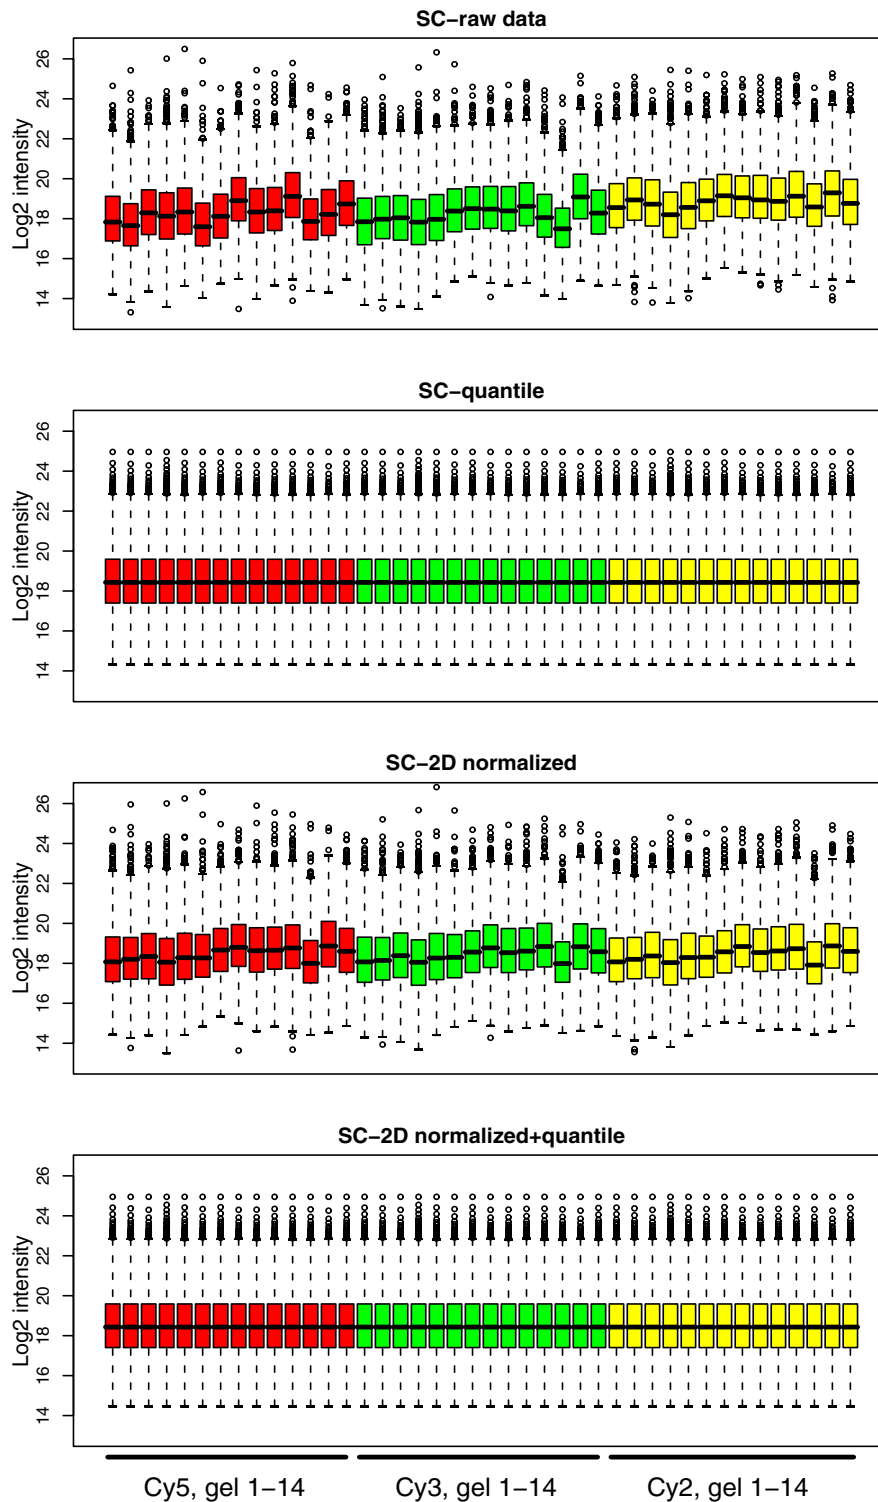 SC−raw data
Log2 intensity
26
24
22
20
18
16
14
SC−quantile
Log2 intensity
26
24
22
20
18
16
14
SC−2D normalized
Log2 intensity
26
24
22
20
18
16
14
SC−2D normalized+quantile
Log2 intensity
26
24
22
20
18
16
14
Cy5, gel 1−14
Cy3, gel 1−14
Cy2, gel 1−14